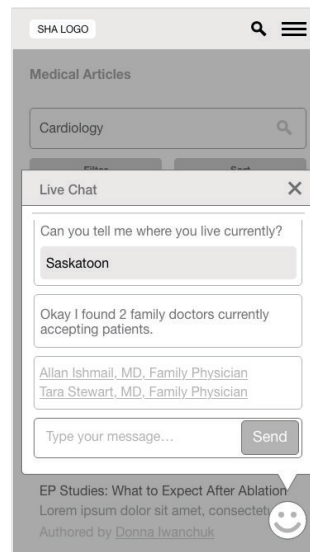 SHA LOGO
Medical Articles
Cardiology
Filter Sort
Live Chat
Can you tell me where you live currently?
Saskatoon
Okay I found 2 family doctors currently
accepting patients.
Allan Ishmail, MD, Family Physician
Tara Stewart, MD, Family Physician
Type your message...
Send
EP Studies: What to Expect After Ablation
Lorem ipsum dolor sit amet,
Authored by Donna Iwanchuk